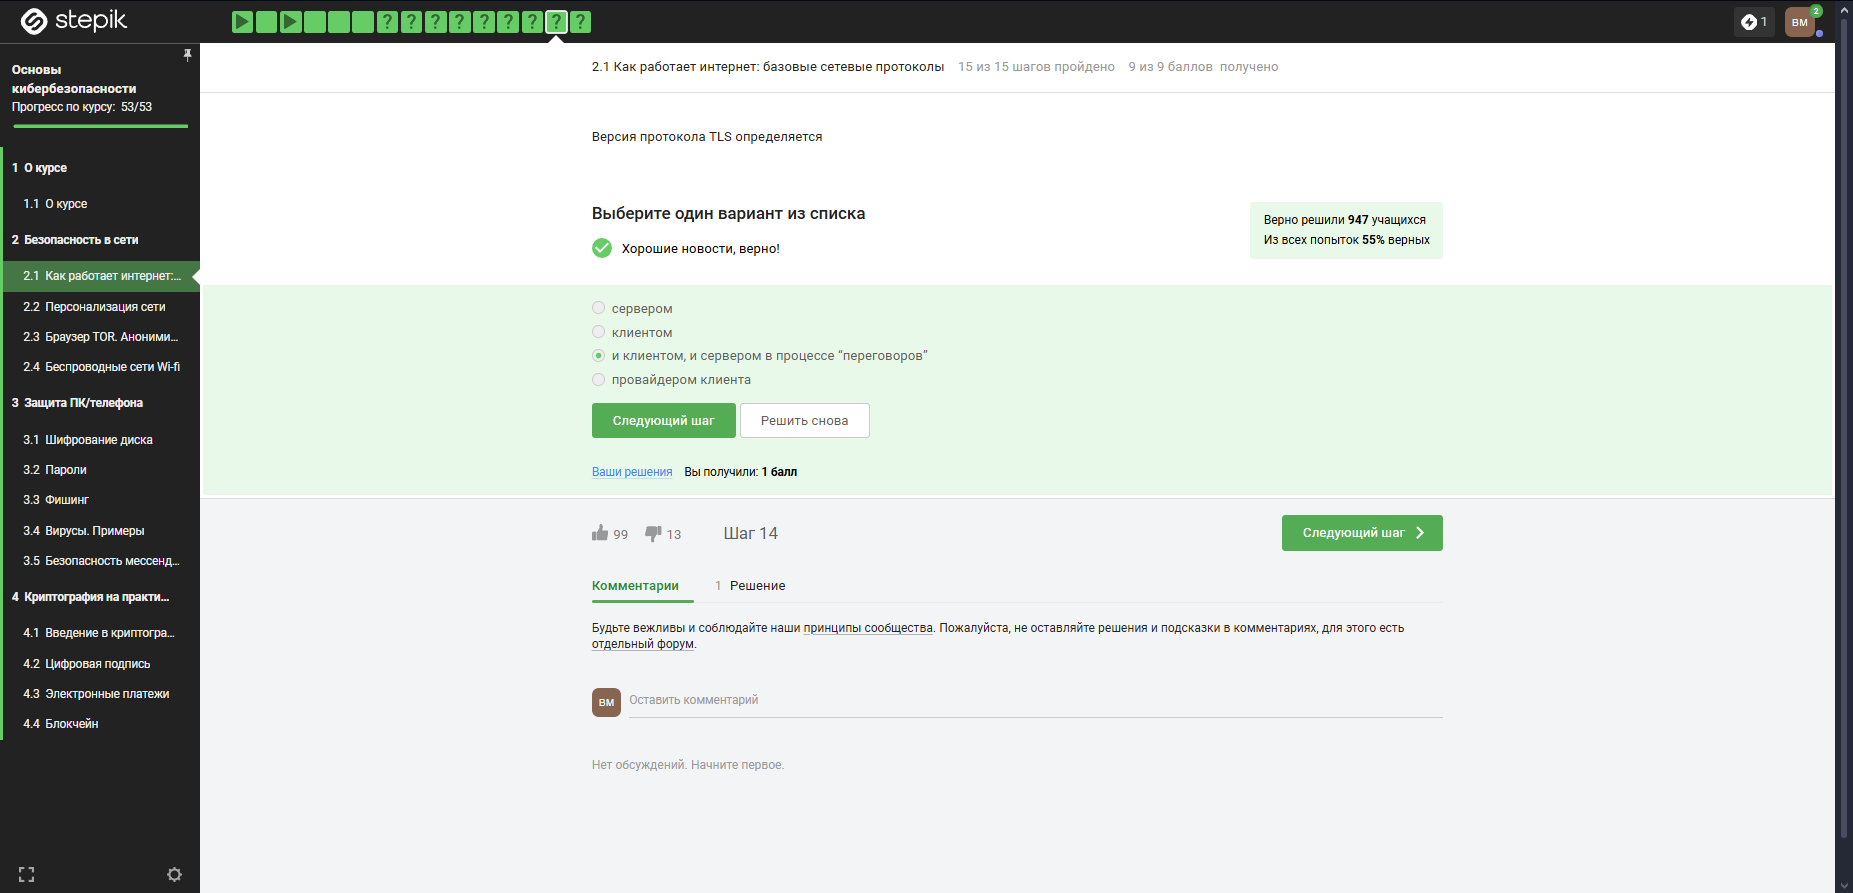 stepik
? ? ? ? ? ? ? ? ?
1
ВМ
2
Основы
кибербезопасности
Прогресс по курсу: 53/53
1 О курсе
1.1 О курсе
2 Безопасность в сети
2.1 Как работает интернет:...
2.2 Персонализация сети
2.3 Браузер TOR. Аноними...
2.4 Беспроводные сети Wi-fi
3 Защита ПК/телефона
3.1 Шифрование диска
3.2 Пароли
3.3 Фишинг
3.4 Вирусы. Примеры
3.5 Безопасность мессенд...
4 Криптография на практи...
4.1 Введение в криптогра...
4.2 Цифровая подпись
4.3 Электронные платежи
4.4 Блокчейн
2.1 Как работает интернет: базовые сетевые протоколы 15 из 15 шагов пройдено 9 из 9 баллов получено
Версия протокола TLS определяется
Выберите один вариант из списка
Хорошие новости, верно!
Верно решили 947 учащихся
Из всех попыток 55% верных
сервером
клиентом
и клиентом, и сервером в процессе “переговоров”
провайдером клиента
Следующий шаг
Решить снова
Ваши решения Вы получили: 1 балл
99 13 Шаг 14
Следующий шаг
Комментарии 1 Решение
Будьте вежливы и соблюдайте наши принципы сообщества. Пожалуйста, не оставляйте решения и подсказки в комментариях, для этого есть
отдельный форум.
ВМ
Оставить комментарий
Нет обсуждений. Начните первое.